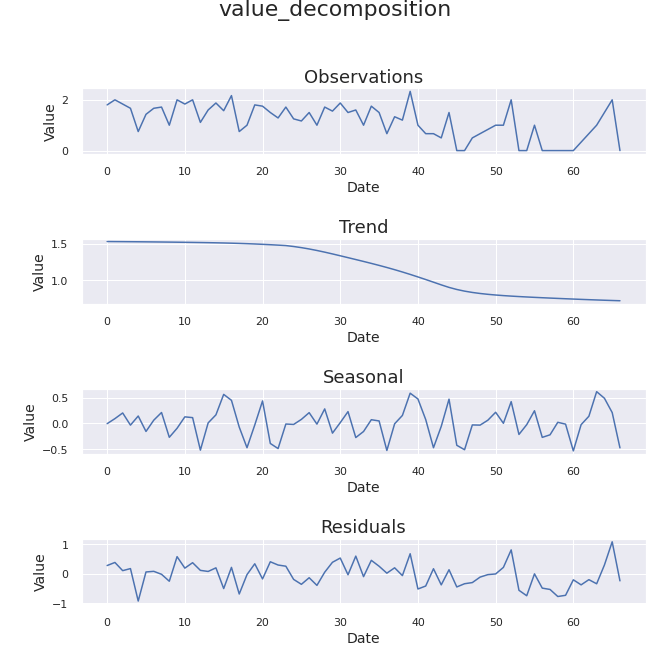 value_decomposition
Observations
2
0
Value
0 10 20 30 40 50 60
Date
Trend
1.5
1.0
Value
0 10 20 30 40 50 60
Date
Seasonal
0.5
0.0
−0.5
Value
0 10 20 30 40 50 60
Date
Residuals
1
0
−1
Value
0 10 20 30 40 50 60
Date